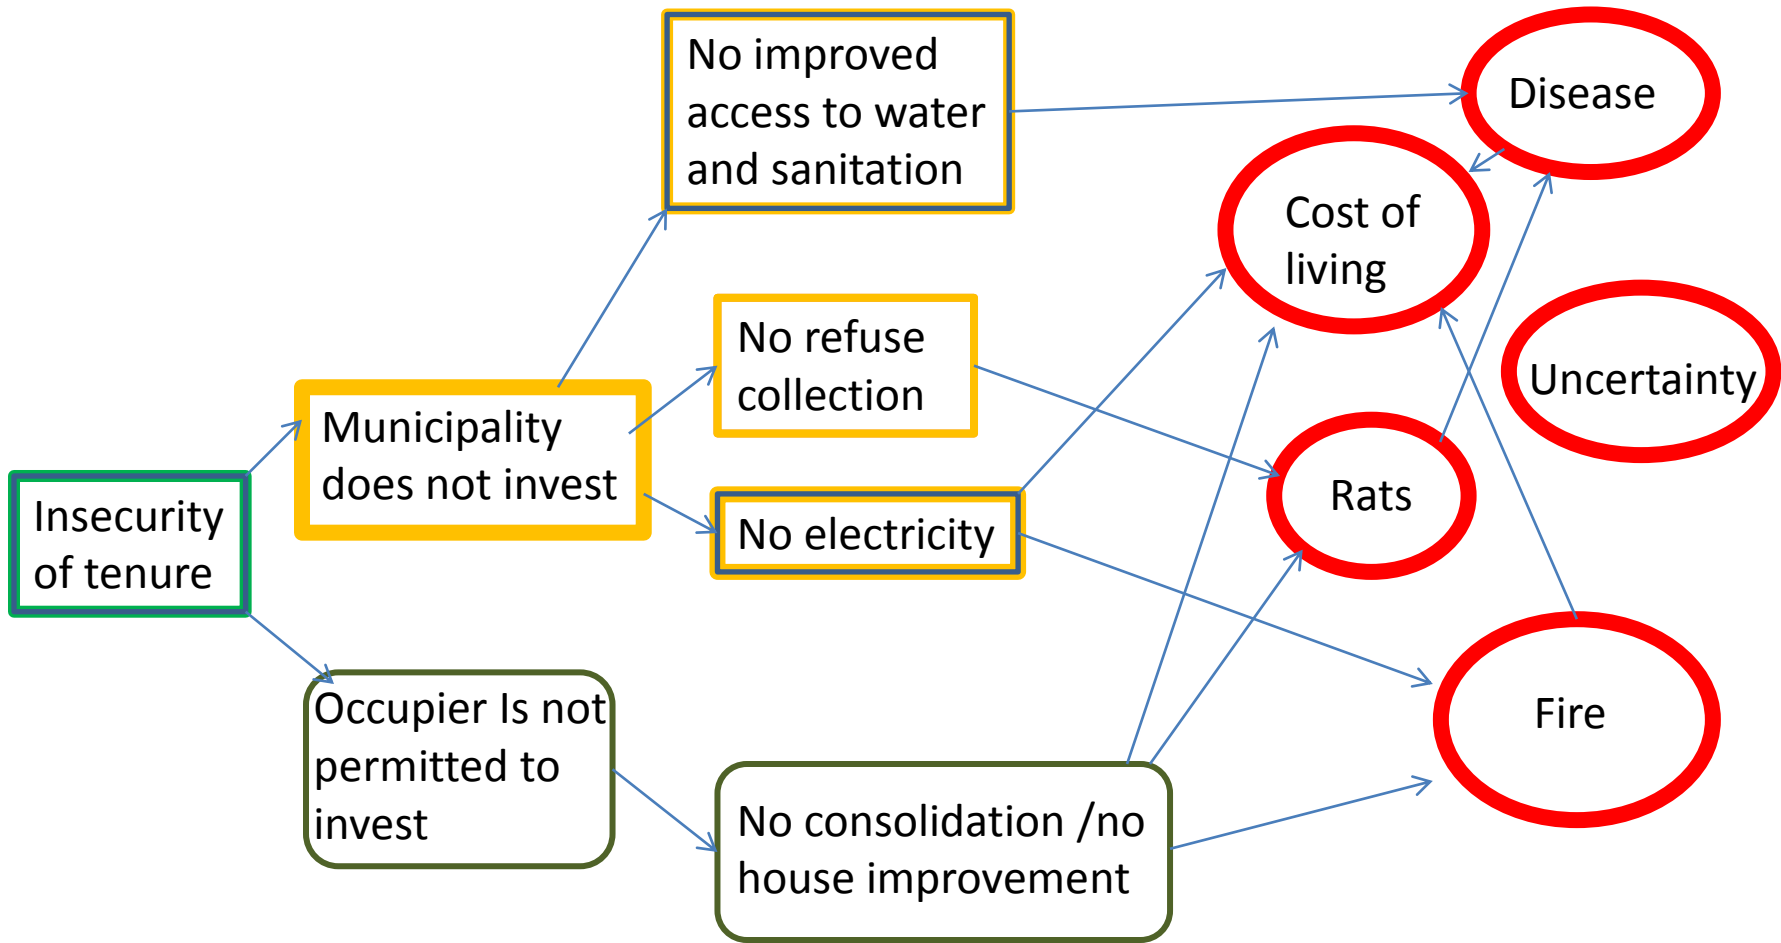 No improved
access to water
and sanitation
Disease
Cost of
living
No refuse
collection
Uncertainty
Municipality
does not invest
Rats
Insecurity
of tenure
No electricity
Occupier Is not
permitted to
invest
Fire
No consolidation /no
house improvement